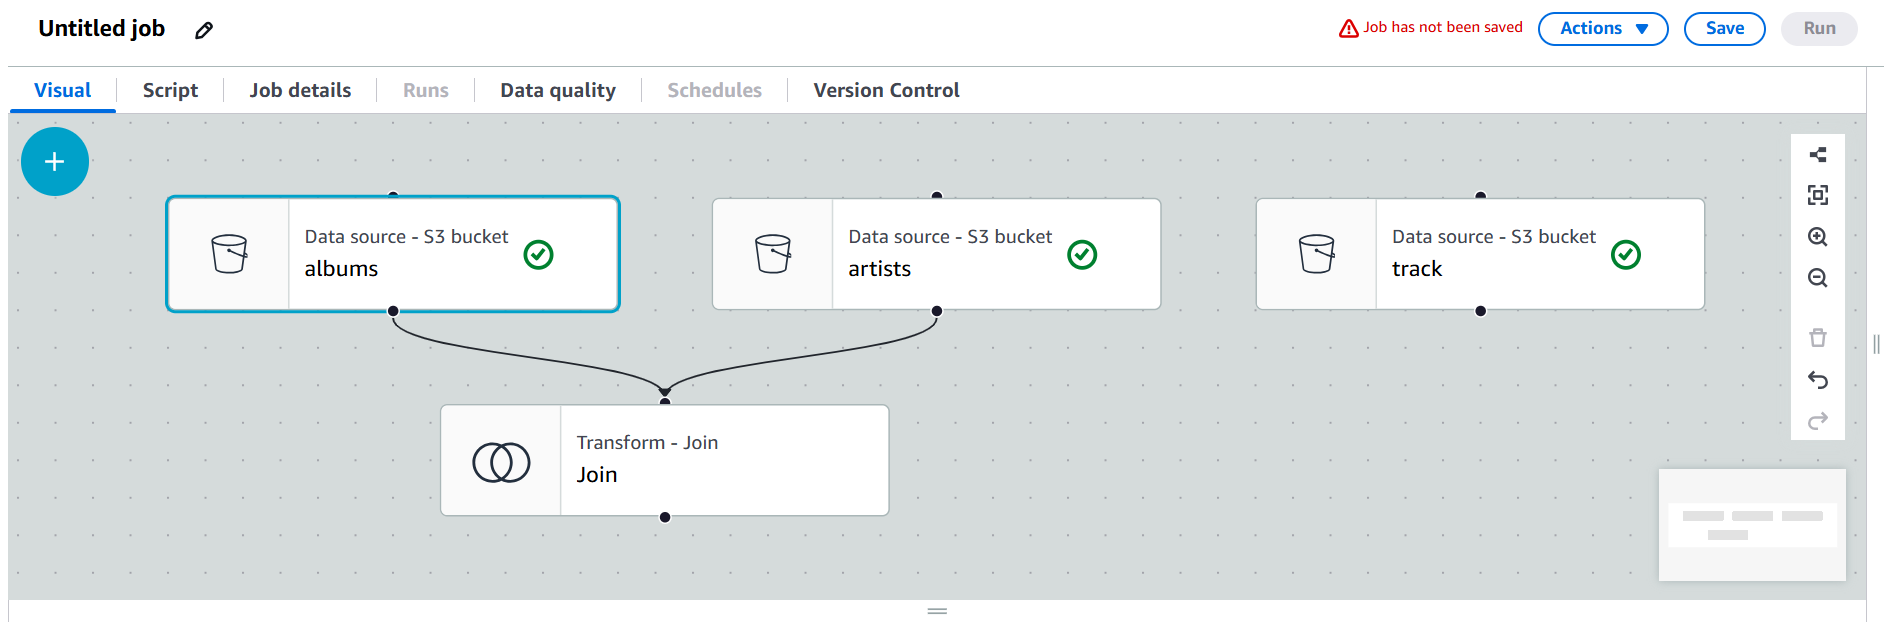 Untitled job
Job has not been saved
Actions
Save
Run
Visual
Script
Job details
Runs
Data quality
Schedules
Version Control
Data source - S3 bucket
albums
Data source - S3 bucket
artists
Data source - S3 bucket
track
Transform - Join
Join